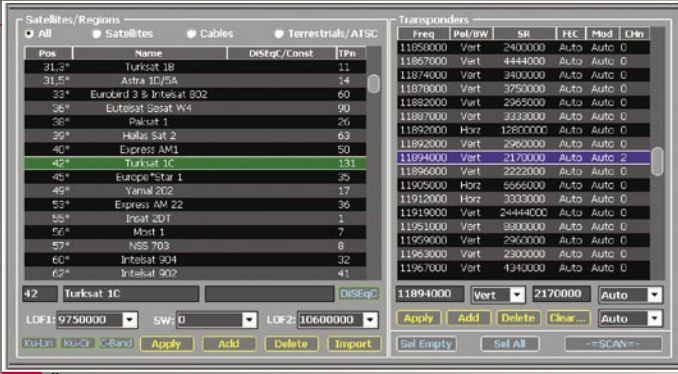 Satellites/Regions
All Satellites Cables Terrestrials/ATSC
Pos Name DiSEqC/Const TPn
31,3° Turksat 1B 11
31,5° Astra 1D/5A 14
33° Eurobird 3 & Intelsat 802 60
36° Eutelsat Sesat W4 90
38° Paksat 1 26
39° Hellas Sat 2 63
40° Express AM1 50
42° Turksat 1C 131
45° Europe*Star 1 35
49° Yamal 202 17
53° Express AM 22 36
55° Insat 2DT 1
56° Most 1 7
57° NSS 703 8
60° Intelsat 904 32
62° Intelsat 902 41
42 Turksat 1C DiSEqC
LOF1: 9750000 SW: 0 LOF2: 10600000
Ku-Lin Ku-Cir C-Band Apply Add Delete Import
Transponders
Freq Pol/BW SR FEC Mod CHn
11858000 Vert 2400000 Auto Auto 0
11867000 Vert 4444000 Auto Auto 0
11874000 Vert 3400000 Auto Auto 0
11878000 Vert 3750000 Auto Auto 0
11882000 Vert 2965000 Auto Auto 0
11887000 Vert 3333000 Auto Auto 0
11892000 Horz 12800000 Auto Auto 0
11892000 Vert 2960000 Auto Auto 0
11894000 Vert 2170000 Auto Auto 2
11896000 Vert 2222000 Auto Auto 0
11905000 Horz 6666000 Auto Auto 0
11912000 Horz 3333000 Auto Auto 0
11919000 Vert 24444000 Auto Auto 0
11951000 Vert 8800000 Auto Auto 0
11959000 Vert 2960000 Auto Auto 0
11963000 Vert 2300000 Auto Auto 0
11967000 Vert 4340000 Auto Auto 0
11894000 Vert 2170000 Auto
Apply Add Delete Clear... Auto
Sel Empty Sel All -=SCAN=-